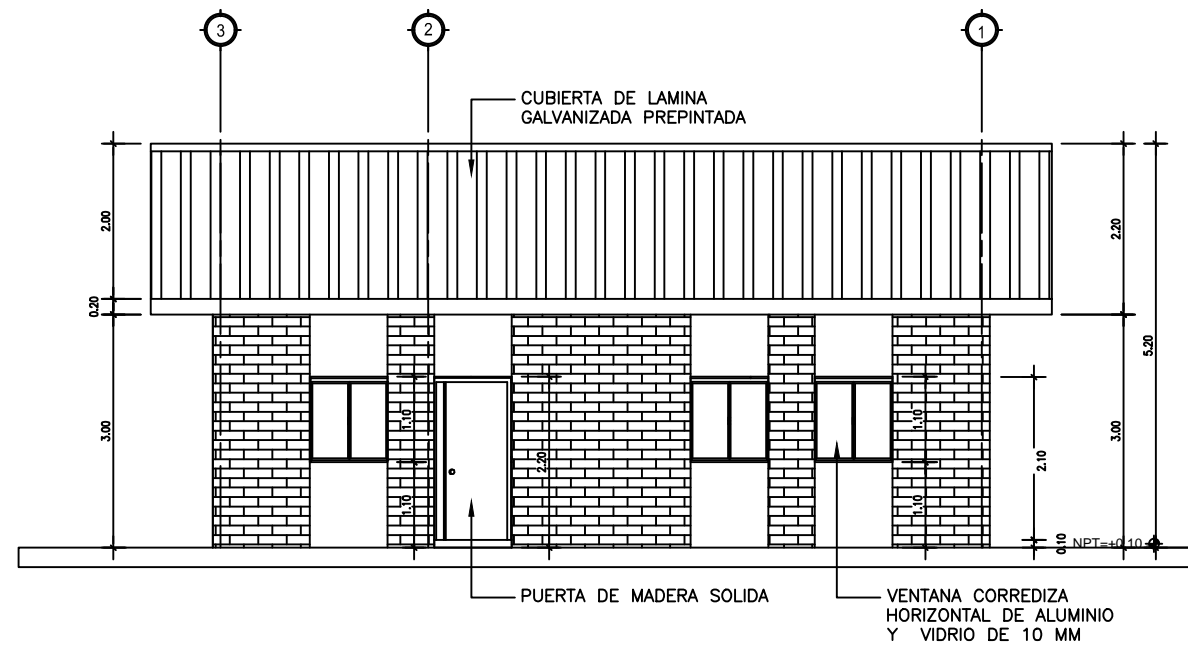 3
2
1
CUBIERTA DE LAMINA
GALVANIZADA PREPINTADA
2.00
0.20
3.00
2.20
3.00
5.20
1.10
1.10
2.20
1.10
1.10
2.10
0.10
NPT=+0.10
PUERTA DE MADERA SOLIDA
VENTANA CORREDIZA
HORIZONTAL DE ALUMINIO
Y VIDRIO DE 10 MM